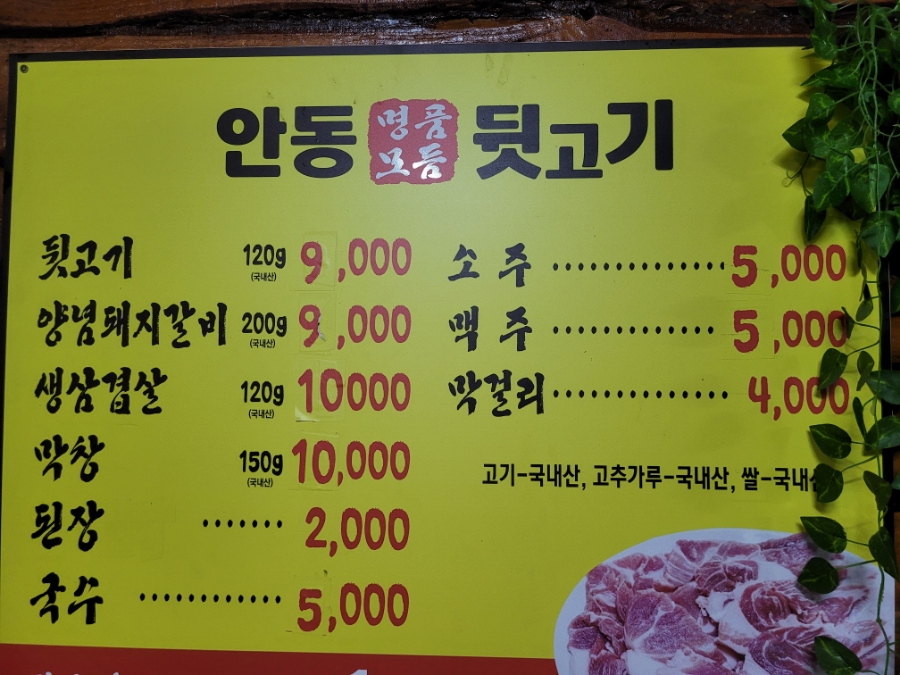 안동 명품 모듬 뒷고기
뒷고기 120g (국내산) 9,000
양념돼지갈비 200g (국내산) 9,000
생삼겹살 120g (국내산) 10000
막창 150g (국내산) 10,000
된장 ······· 2,000
국수 ············ 5,000
소주 ·················· 5,000
맥주 ················· 5,000
막걸리 ················ 4,000
고기-국내산, 고추가루-국내산, 쌀-국내산